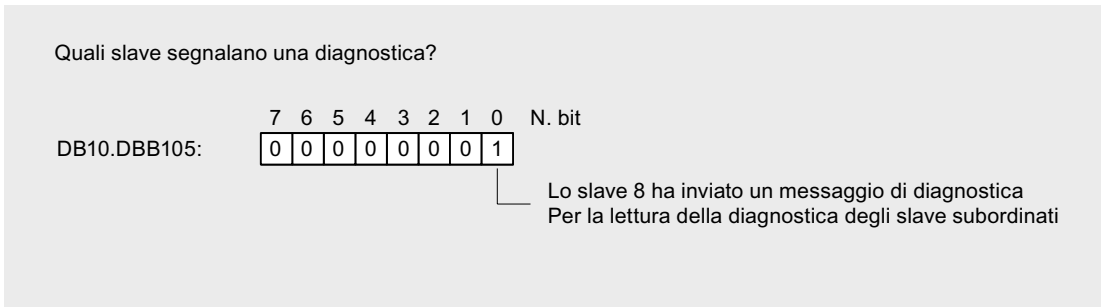 Quali slave segnalano una diagnostica?
7 6 5 4 3 2 1 0 N. bit
DB10.DBB105: 0 0 0 0 0 0 0 1
Lo slave 8 ha inviato un messaggio di diagnostica
Per la lettura della diagnostica degli slave subordinati